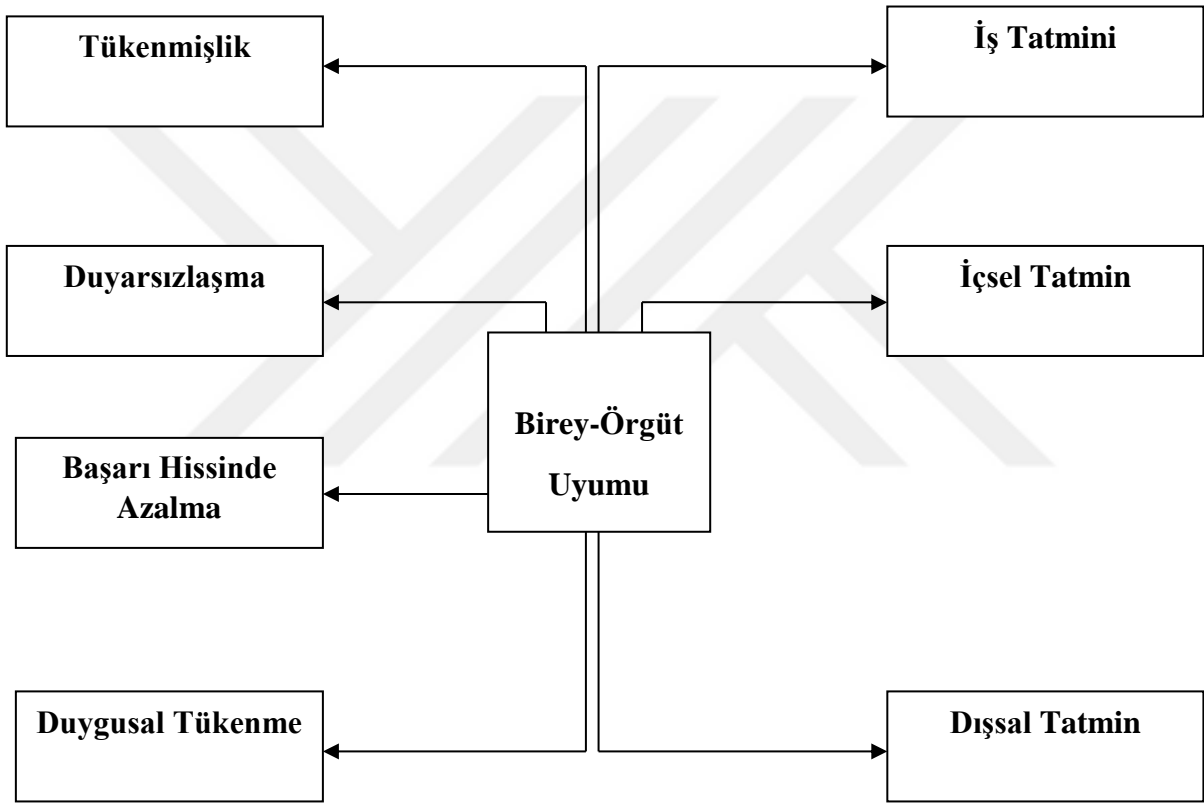 Tükenmişlik
İş Tatmini
Duyarsızlaşma
İçsel Tatmin
Birey-Örgüt
Uyumu
Başarı Hissinde
Azalma
Duygusal Tükenme
Dışsal Tatmin